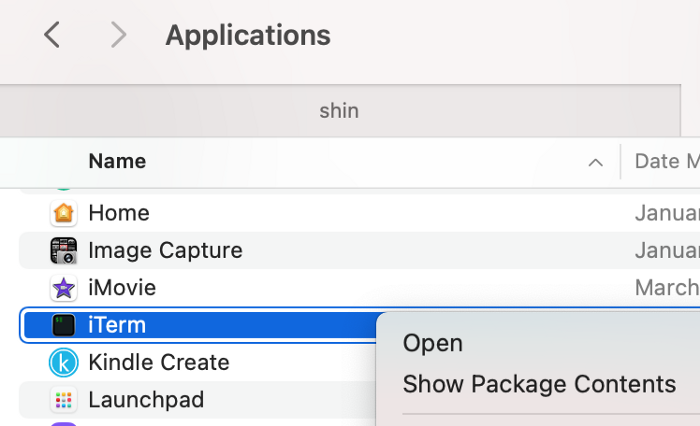 Applications
shin
Name Date M
Home Januar
Image Capture Januar
iMovie March
iTerm
Open
Kindle Create
Show Package Contents
Launchpad